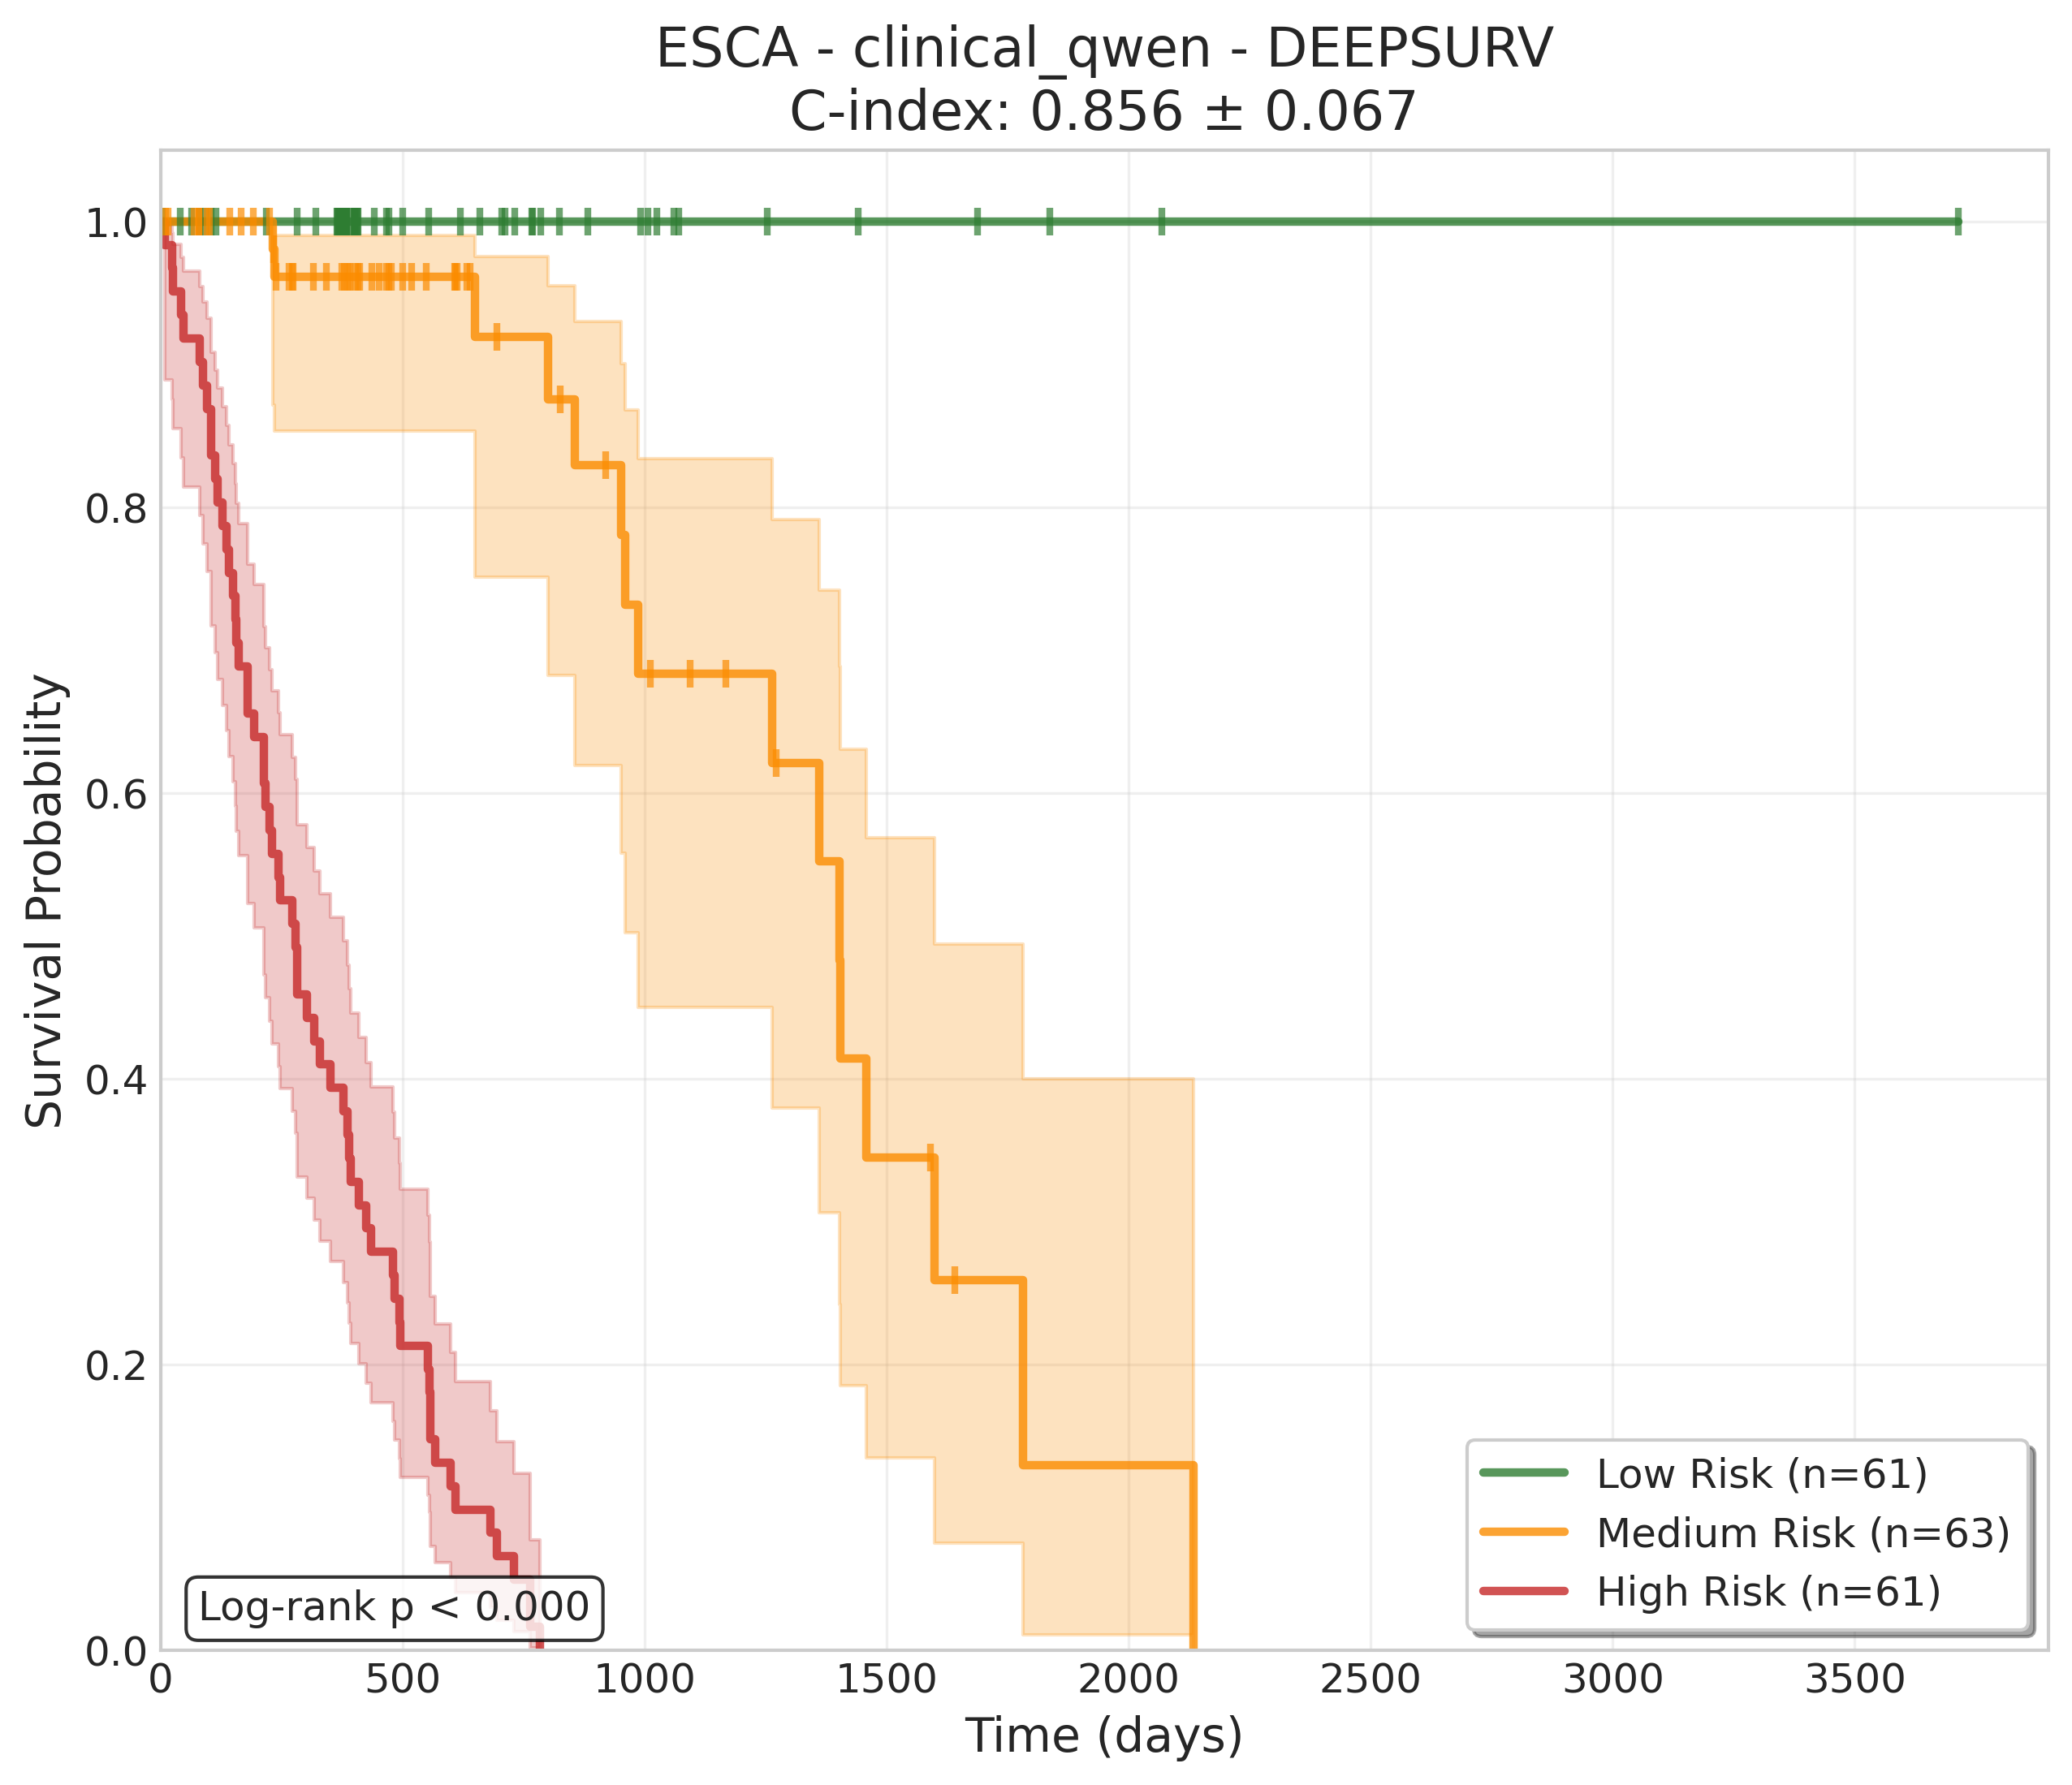 ESCA - clinical_qwen - DEEPSURV
C-index: 0.856 ± 0.067
Survival Probability
1.0
0.8
0.6
0.4
0.2
0.0
Log-rank p < 0.000
Low Risk (n=61)
Medium Risk (n=63)
High Risk (n=61)
0 500 1000 1500 2000 2500 3000 3500
Time (days)